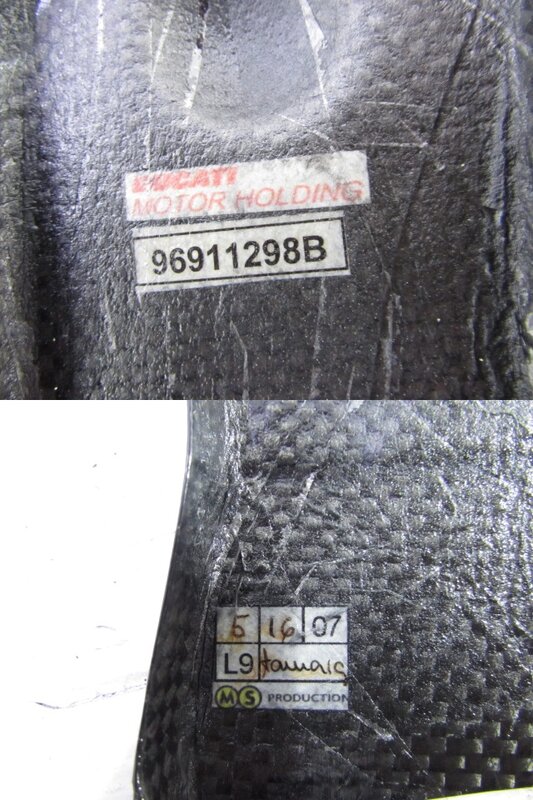 DUCATI
MOTOR HOLDING
96911298B
5 16 07
L9
MS PRODUCTION